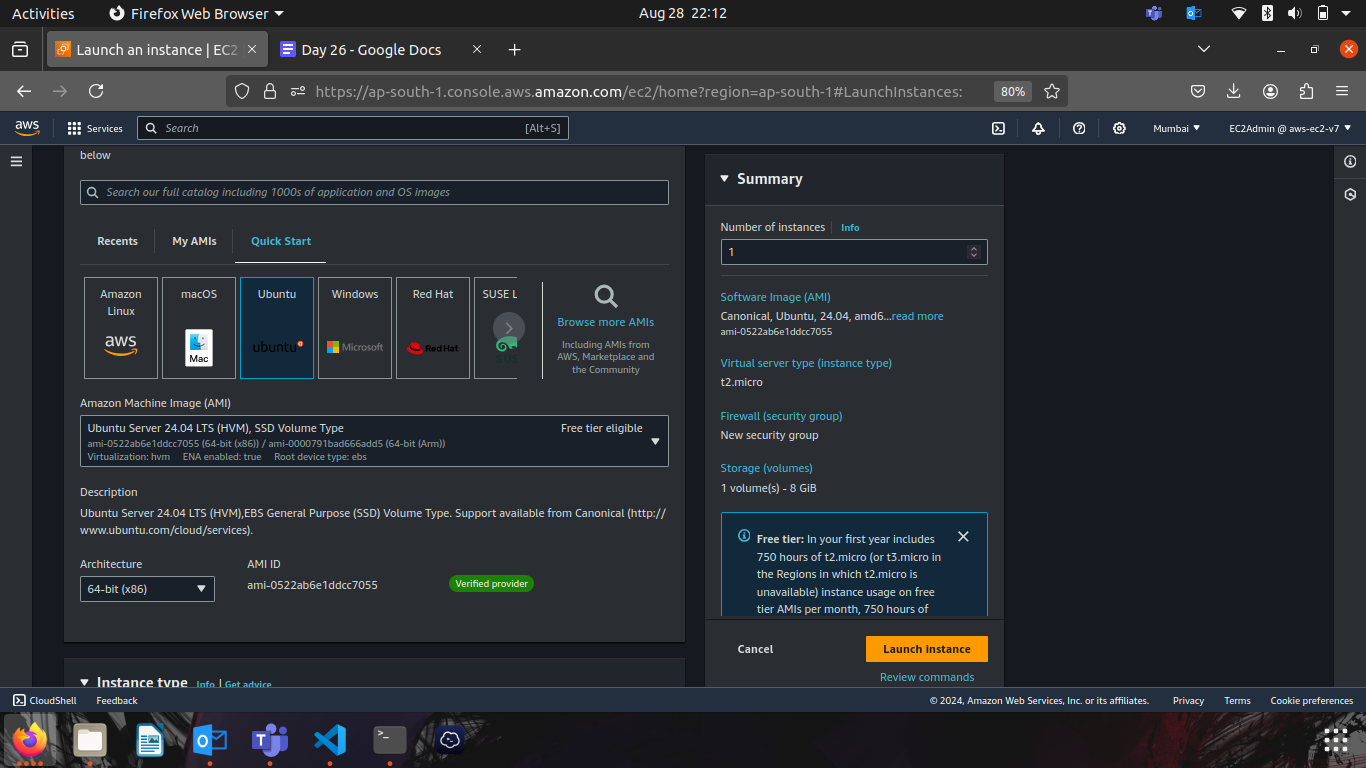 Activities
Firefox Web Browser
Aug 28 22:12
Launch an instance | EC2
Day 26 - Google Docs
https://ap-south-1.console.aws.amazon.com/ec2/home?region=ap-south-1#LaunchInstances:
80%
aws
Services
Search
[Alt+S]
Mumbai
EC2Admin @ aws-ec2-v7
below
Search our full catalog including 1000s of application and OS images
Recents
My AMIs
Quick Start
Amazon
Linux
aws
macOS
Mac
Ubuntu
ubuntu
Windows
Microsoft
Red Hat
Red Hat
SUSE L
Browse more AMIs
Including AMIs from
AWS, Marketplace and
the Community
Amazon Machine Image (AMI)
Ubuntu Server 24.04 LTS (HVM), SSD Volume Type
Free tier eligible
ami-0522ab6e1ddcc7055 (64-bit (x86)) / ami-0000791bad666add5 (64-bit (Arm))
Virtualization: hvm ENA enabled: true Root device type: ebs
Description
Ubuntu Server 24.04 LTS (HVM),EBS General Purpose (SSD) Volume Type. Support available from Canonical (http://
www.ubuntu.com/cloud/services).
Architecture
AMI ID
64-bit (x86)
ami-0522ab6e1ddcc7055
Verified provider
Instance type
Info | Get advice
Summary
Number of instances
Info
1
Software Image (AMI)
Canonical, Ubuntu, 24.04, amd6...read more
ami-0522ab6e1ddcc7055
Virtual server type (instance type)
t2.micro
Firewall (security group)
New security group
Storage (volumes)
1 volume(s) - 8 GiB
Free tier: In your first year includes
750 hours of t2.micro (or t3.micro in
the Regions in which t2.micro is
unavailable) instance usage on free
tier AMIs per month, 750 hours of
Cancel
Launch instance
Review commands
CloudShell
Feedback
© 2024, Amazon Web Services, Inc. or its affiliates.
Privacy
Terms
Cookie preferences